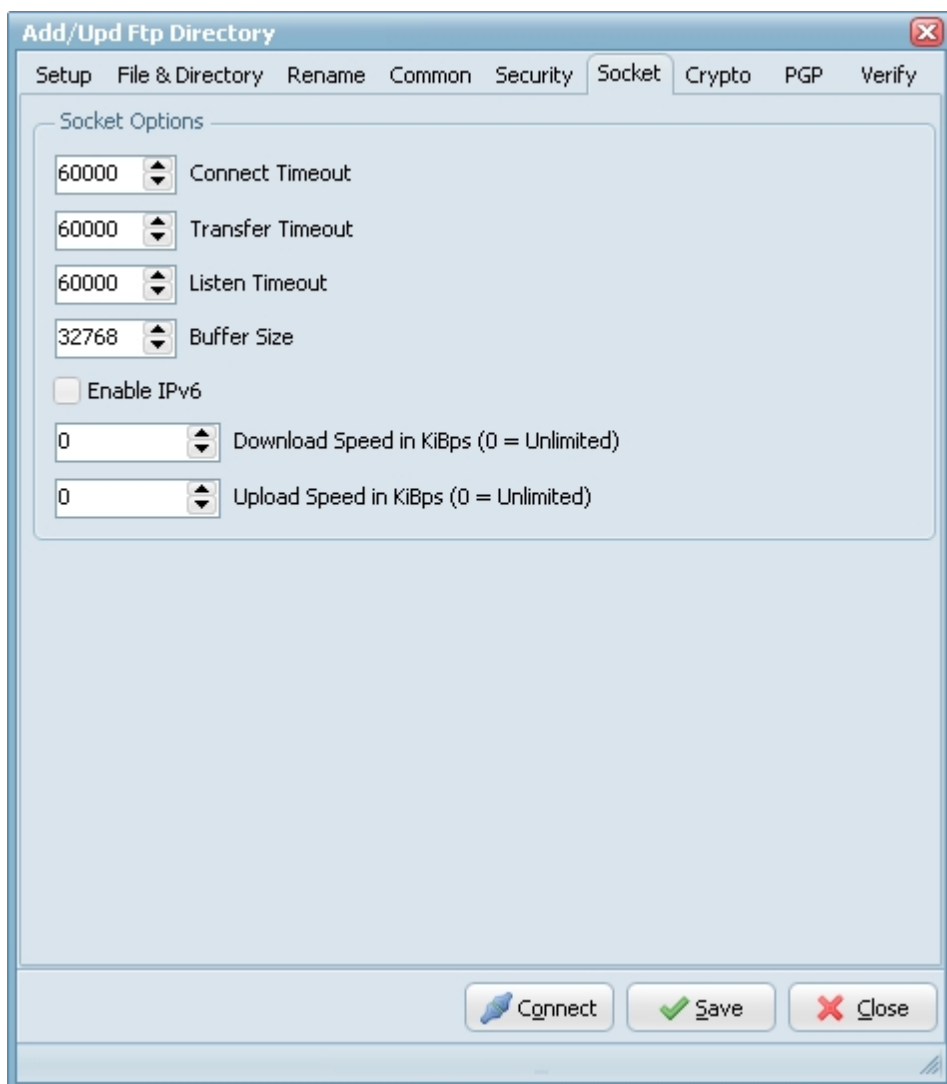 Add/Upd Ftp Directory
Setup File & Directory Rename Common Security Socket Crypto PGP Verify
Socket Options
60000 Connect Timeout
60000 Transfer Timeout
60000 Listen Timeout
32768 Buffer Size
Enable IPv6
0 Download Speed in KiBps (0 = Unlimited)
0 Upload Speed in KiBps (0 = Unlimited)
Connect Save Close